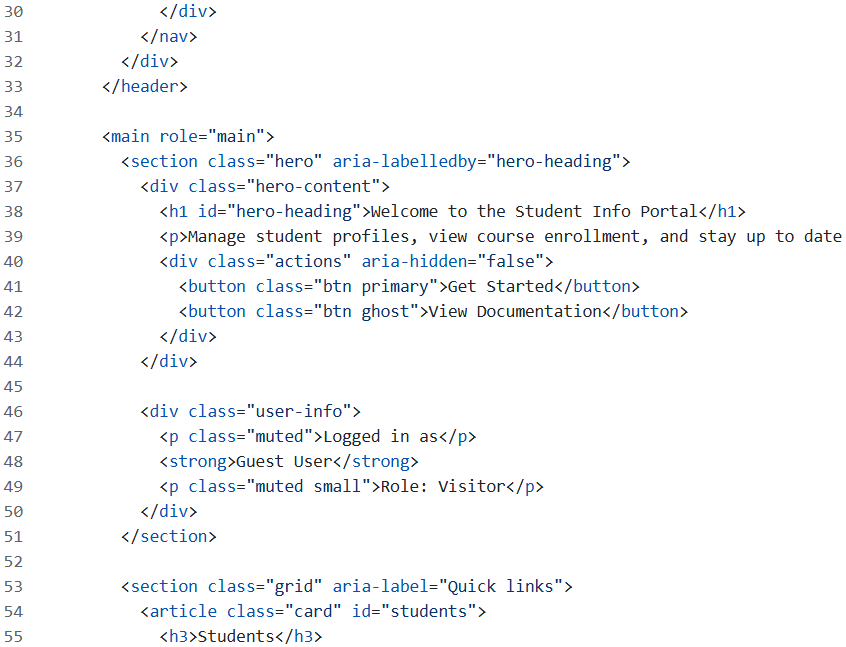 30              </div>
31            </nav>
32          </div>
33        </header>
34
35        <main role="main">
36          <section class="hero" aria-labelledby="hero-heading">
37            <div class="hero-content">
38              <h1 id="hero-heading">Welcome to the Student Info Portal</h1>
39              <p>Manage student profiles, view course enrollment, and stay up to date
40              <div class="actions" aria-hidden="false">
41                <button class="btn primary">Get Started</button>
42                <button class="btn ghost">View Documentation</button>
43              </div>
44            </div>
45
46            <div class="user-info">
47              <p class="muted">Logged in as</p>
48              <strong>Guest User</strong>
49              <p class="muted small">Role: Visitor</p>
50            </div>
51          </section>
52
53          <section class="grid" aria-label="Quick links">
54            <article class="card" id="students">
55              <h3>Students</h3>